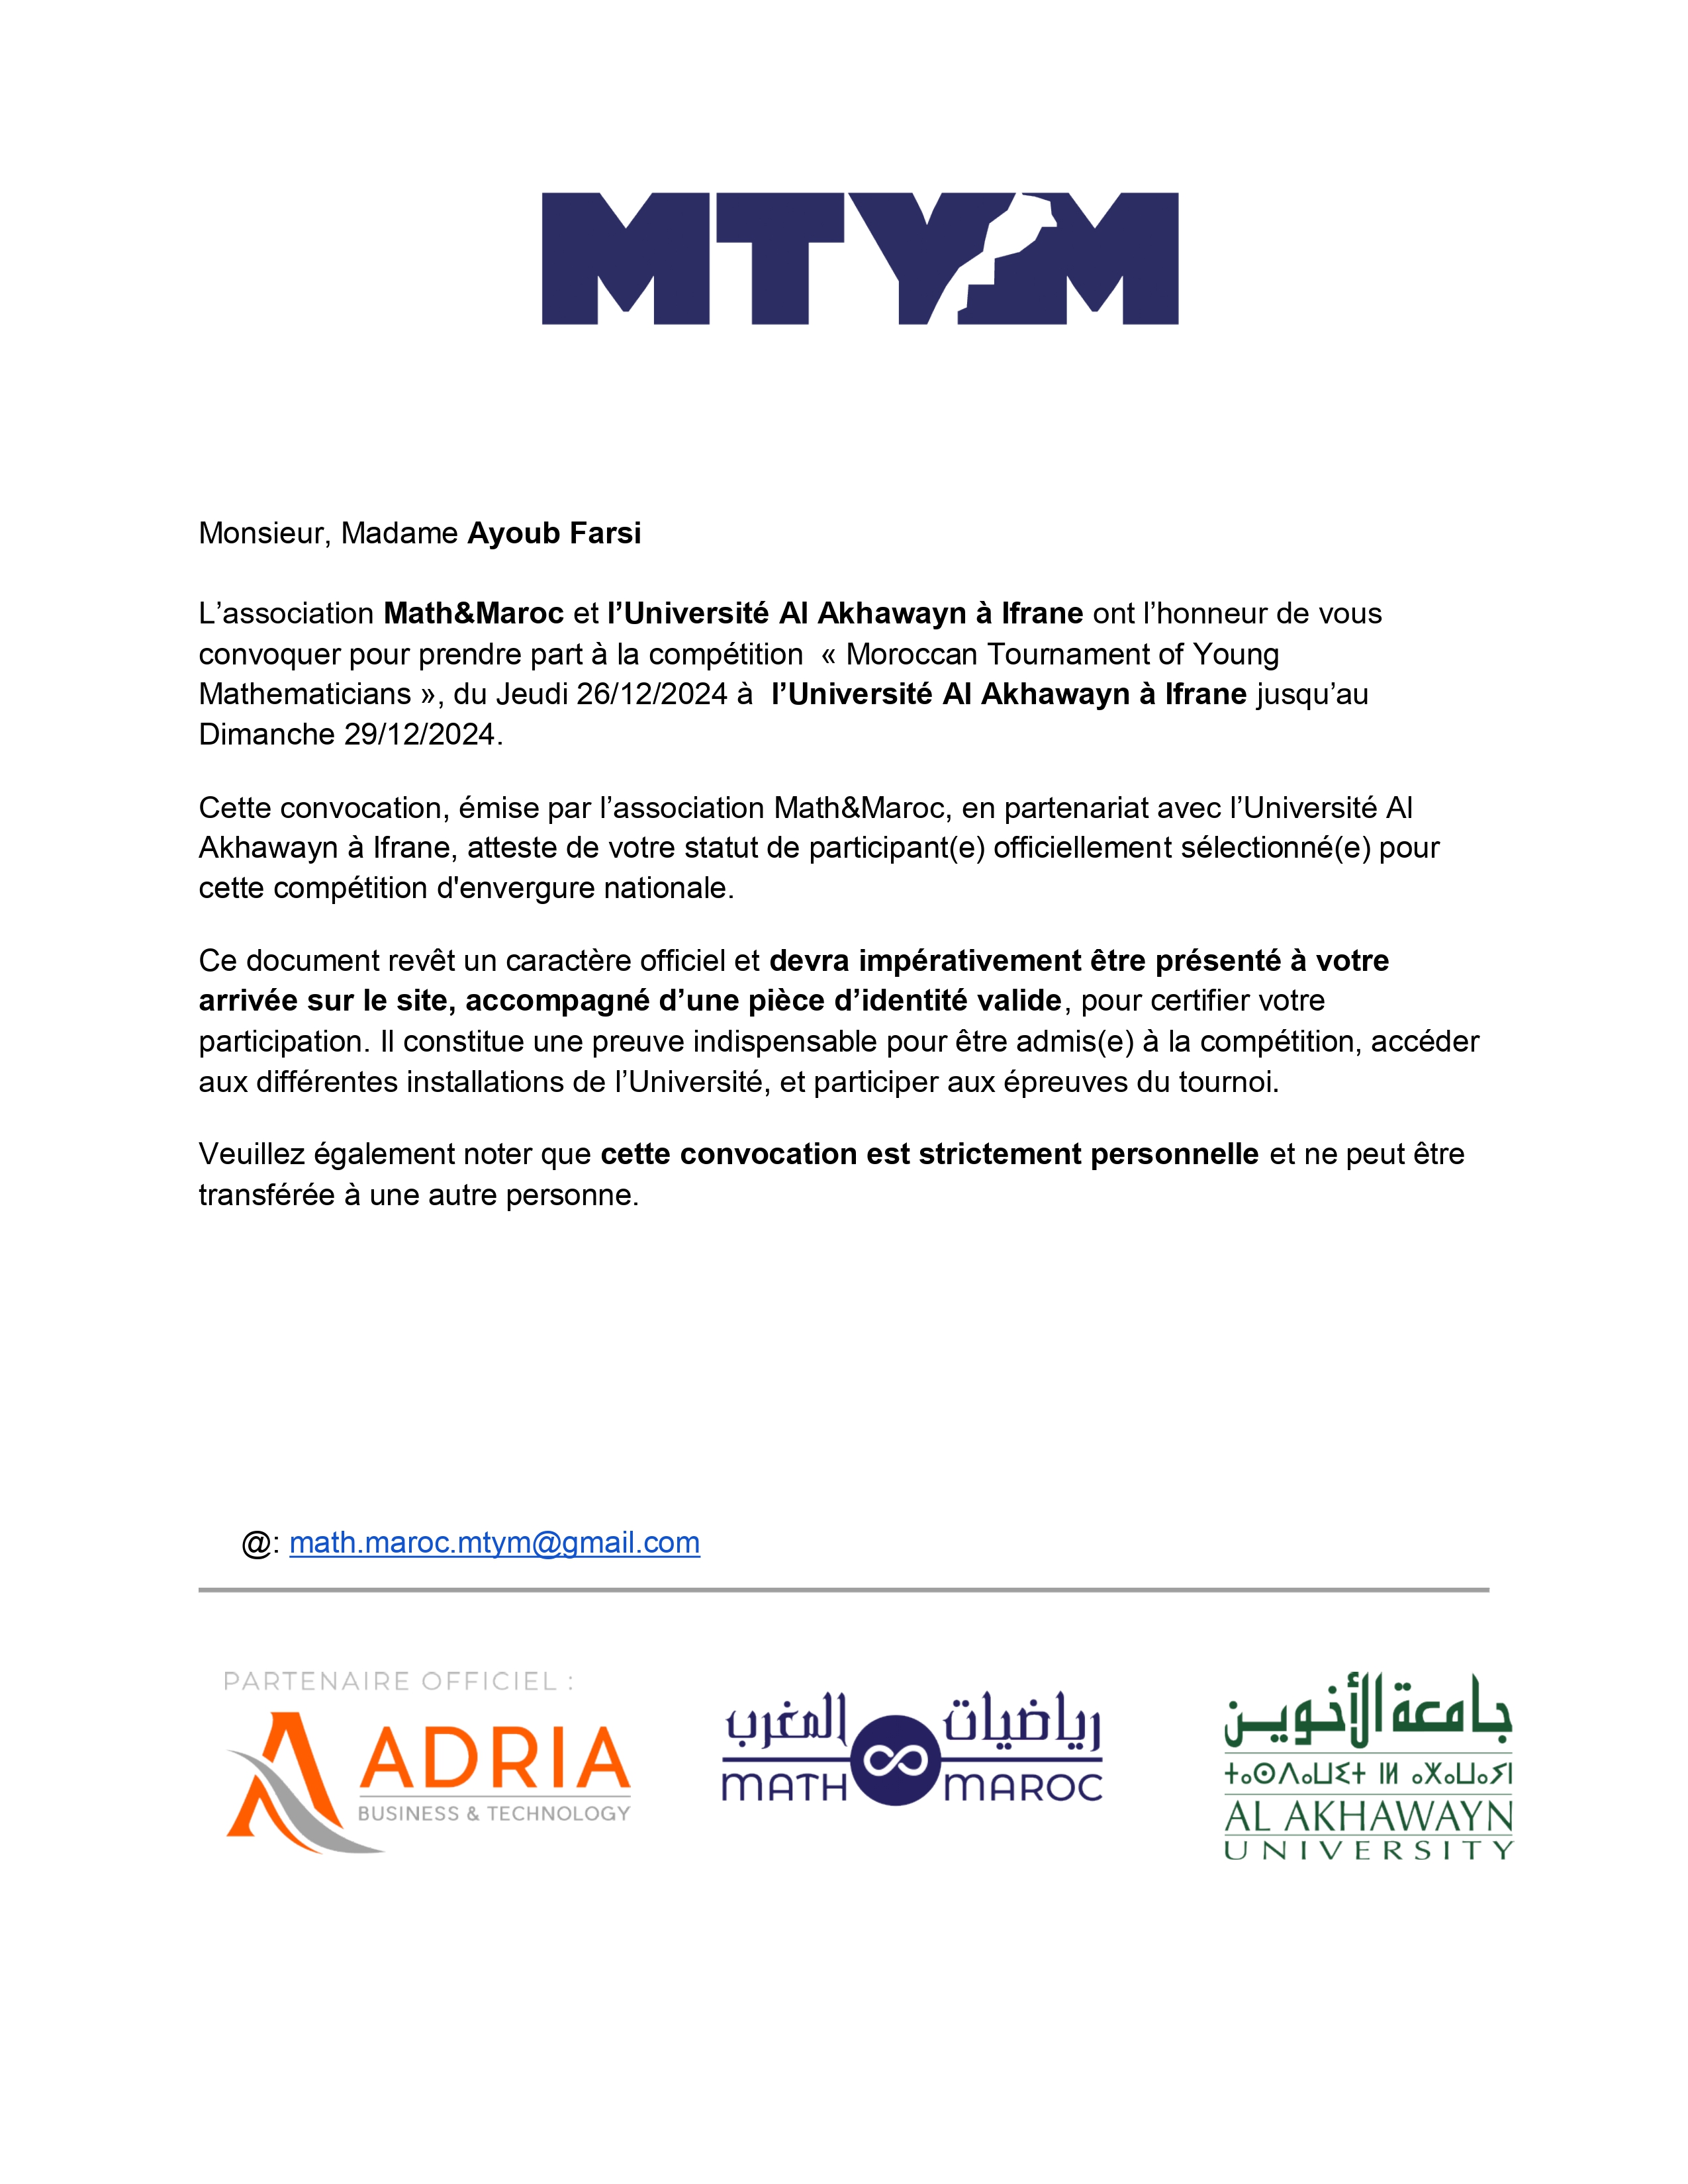 MTYM
Monsieur, Madame Ayoub Farsi
L’association Math&Maroc et l’Université Al Akhawayn à Ifrane ont l’honneur de vous
convoquer pour prendre part à la compétition « Moroccan Tournament of Young
Mathematicians », du Jeudi 26/12/2024 à l’Université Al Akhawayn à Ifrane jusqu’au
Dimanche 29/12/2024.
Cette convocation, émise par l’association Math&Maroc, en partenariat avec l’Université Al
Akhawayn à Ifrane, atteste de votre statut de participant(e) officiellement sélectionné(e) pour
cette compétition d'envergure nationale.
Ce document revêt un caractère officiel et devra impérativement être présenté à votre
arrivée sur le site, accompagné d’une pièce d’identité valide, pour certifier votre
participation. Il constitue une preuve indispensable pour être admis(e) à la compétition, accéder
aux différentes installations de l’Université, et participer aux épreuves du tournoi.
Veuillez également noter que cette convocation est strictement personnelle et ne peut être
transférée à une autre personne.
@: math.maroc.mtym@gmail.com
PARTENAIRE OFFICIEL :
ADRIA
BUSINESS & TECHNOLOGY
رياضيات المغرب
MATH MAROC
جامعة الأخوين
ⵜⴰⵙⴷⴰⵡⵉⵜ ⵏⵍ ⴰⵅⴰⵡⴰⵢⵏ
AL AKHAWAYN
UNIVERSITY